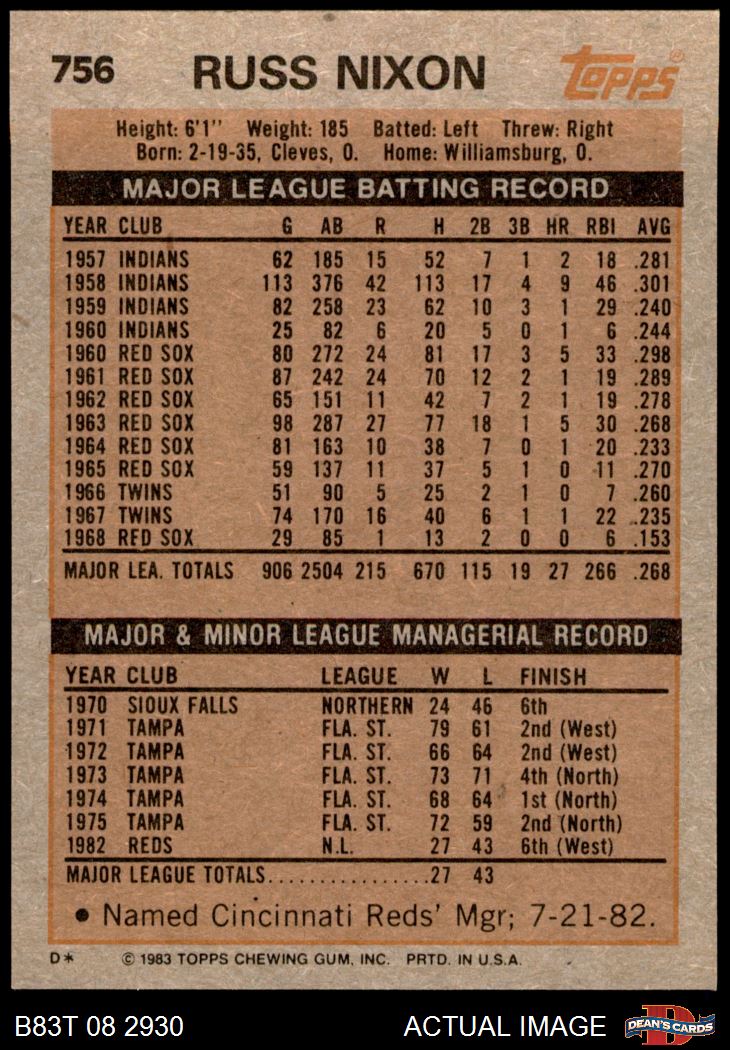 756 RUSS NIXON Topps®
Height: 6'1" Weight: 185 Batted: Left Threw: Right
Born: 2-19-35, Cleves, O. Home: Williamsburg, O.
MAJOR LEAGUE BATTING RECORD
YEAR CLUB G AB R H 2B 3B HR RBI AVG
1957 INDIANS 62 185 15 52 7 1 2 18 .281
1958 INDIANS 113 376 42 113 17 4 9 46 .301
1959 INDIANS 82 258 23 62 10 3 1 29 .240
1960 INDIANS 25 82 6 20 5 0 1 6 .244
1960 RED SOX 80 272 24 81 17 3 5 33 .298
1961 RED SOX 87 242 24 70 12 2 1 19 .289
1962 RED SOX 65 151 11 42 7 2 1 19 .278
1963 RED SOX 98 287 27 77 18 1 5 30 .268
1964 RED SOX 81 163 10 38 7 0 1 20 .233
1965 RED SOX 59 137 11 37 5 1 0 11 .270
1966 TWINS 51 90 5 25 2 1 0 7 .260
1967 TWINS 74 170 16 40 6 1 1 22 .235
1968 RED SOX 29 85 1 13 2 0 0 6 .153
MAJOR LEA. TOTALS 906 2504 215 670 115 19 27 266 .268
MAJOR & MINOR LEAGUE MANAGERIAL RECORD
YEAR CLUB LEAGUE W L FINISH
1970 SIOUX FALLS NORTHERN 24 46 6th
1971 TAMPA FLA. ST. 79 61 2nd (West)
1972 TAMPA FLA. ST. 66 64 2nd (West)
1973 TAMPA FLA. ST. 73 71 4th (North)
1974 TAMPA FLA. ST. 68 64 1st (North)
1975 TAMPA FLA. ST. 72 59 2nd (North)
1982 REDS N.L. 27 43 6th (West)
MAJOR LEAGUE TOTALS................27 43
• Named Cincinnati Reds' Mgr; 7-21-82.
D* © 1983 TOPPS CHEWING GUM, INC. PRTD. IN U.S.A.
B83T 08 2930 ACTUAL IMAGE D DEAN'S CARDS